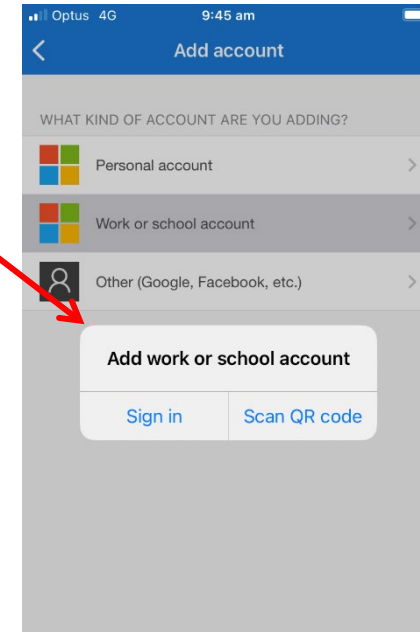 Optus 4G 9:45 am
Add account
WHAT KIND OF ACCOUNT ARE YOU ADDING?
Personal account
Work or school account
Other (Google, Facebook, etc.)
Add work or school account
Sign in Scan QR code